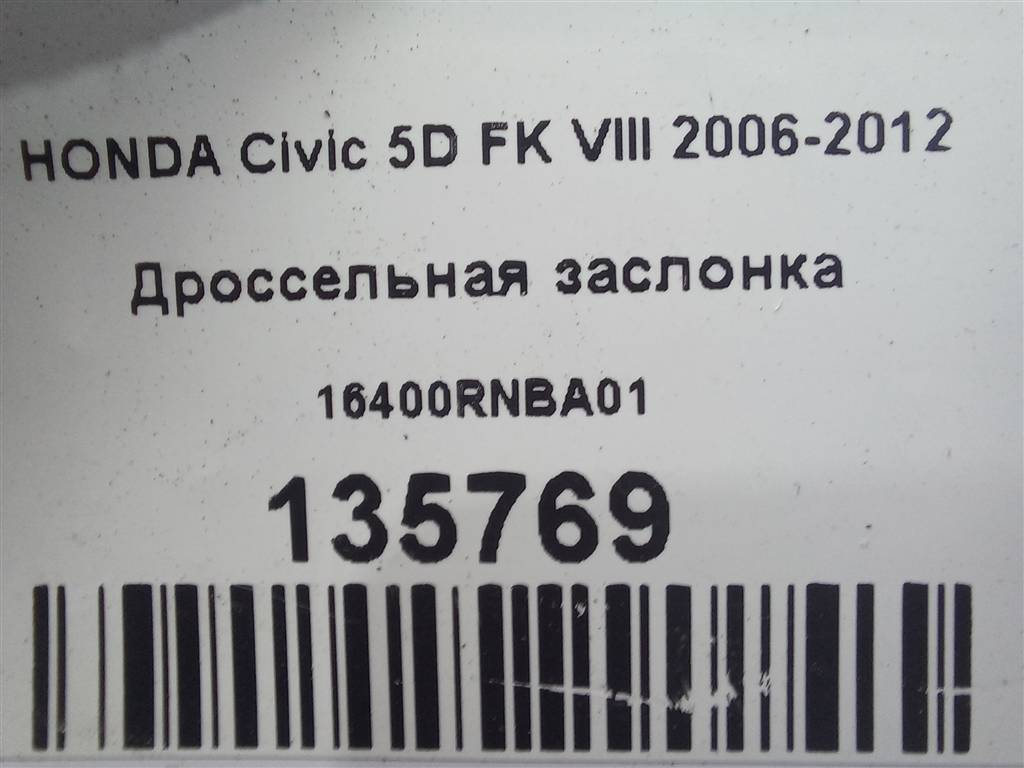 HONDA Civic 5D FK VIII 2006-2012
Дроссельная заслонка
16400RNBA01
135769